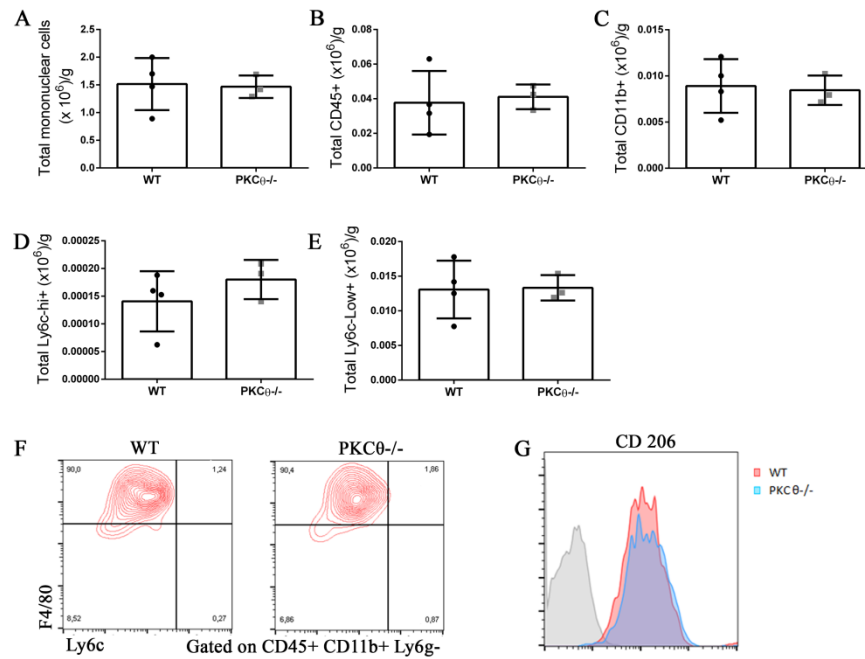 A
Total mononuclear cells
(x 10⁶)/g
2.5
2.0
1.5
1.0
0.5
0.0
WT
PKCθ-/-
B
Total CD45+ (x10⁶)/g
0.08
0.06
0.04
0.02
0.00
WT
PKCθ-/-
C
Total CD11b+ (x10⁶)/g
0.015
0.010
0.005
0.000
WT
PKCθ-/-
D
Total Ly6c-hi+ (x10⁶)/g
0.00025
0.00020
0.00015
0.00010
0.00005
0.00000
WT
PKCθ-/-
E
Total Ly6c-Low+ (x10⁶)/g
0.020
0.015
0.010
0.005
0.000
WT
PKCθ-/-
F
WT
90,0
1,24
8,52
0,27
F4/80
Ly6c
PKCθ-/-
90,4
1,86
6,86
0,87
Gated on CD45+ CD11b+ Ly6g-
G
CD 206
WT
PKCθ-/-